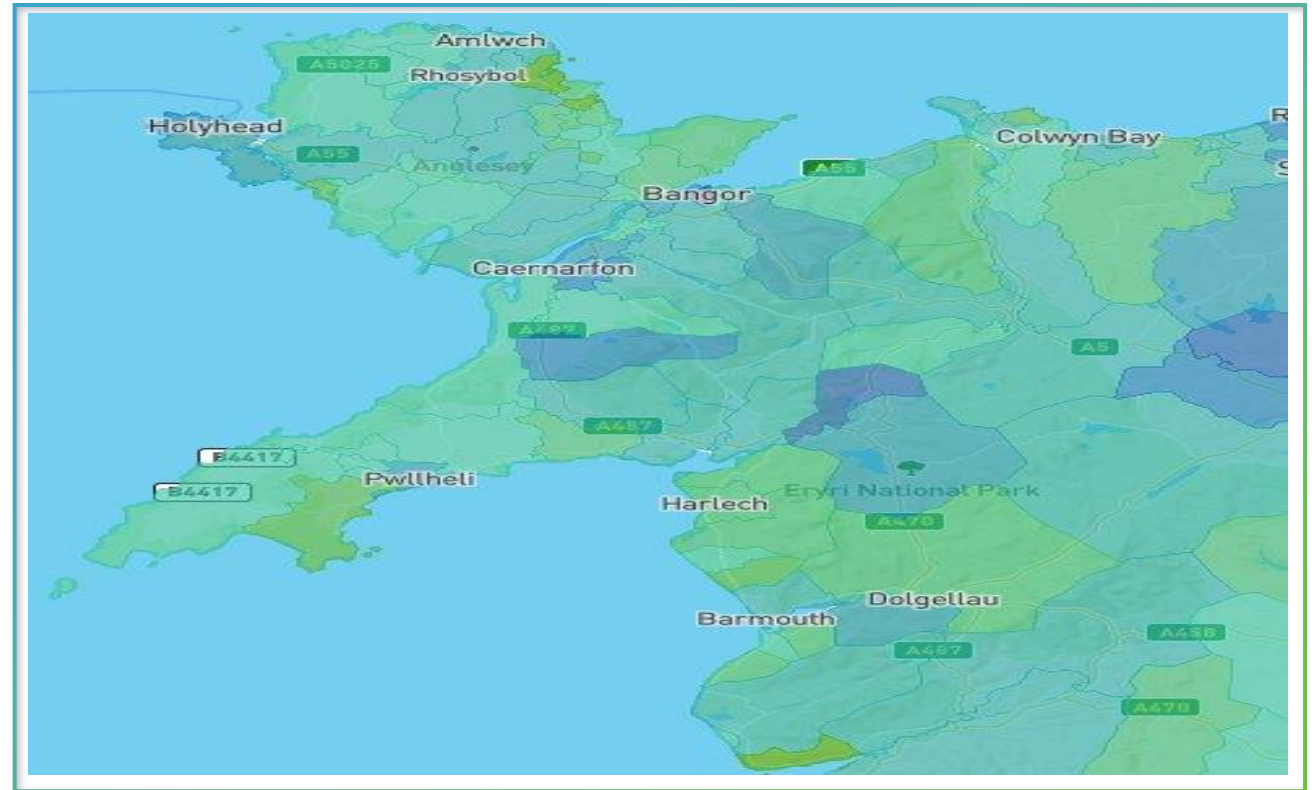 Amlwch
A5025
Rhosybol
Holyhead
A55
Anglesey
Colwyn Bay
R
A55
S
Bangor
Caernarfon
A487
A5
A487
B4417
Pwllheli
B4417
Eryri National Park
Harlech
A470
Dolgellau
Barmouth
A458
A487
A470